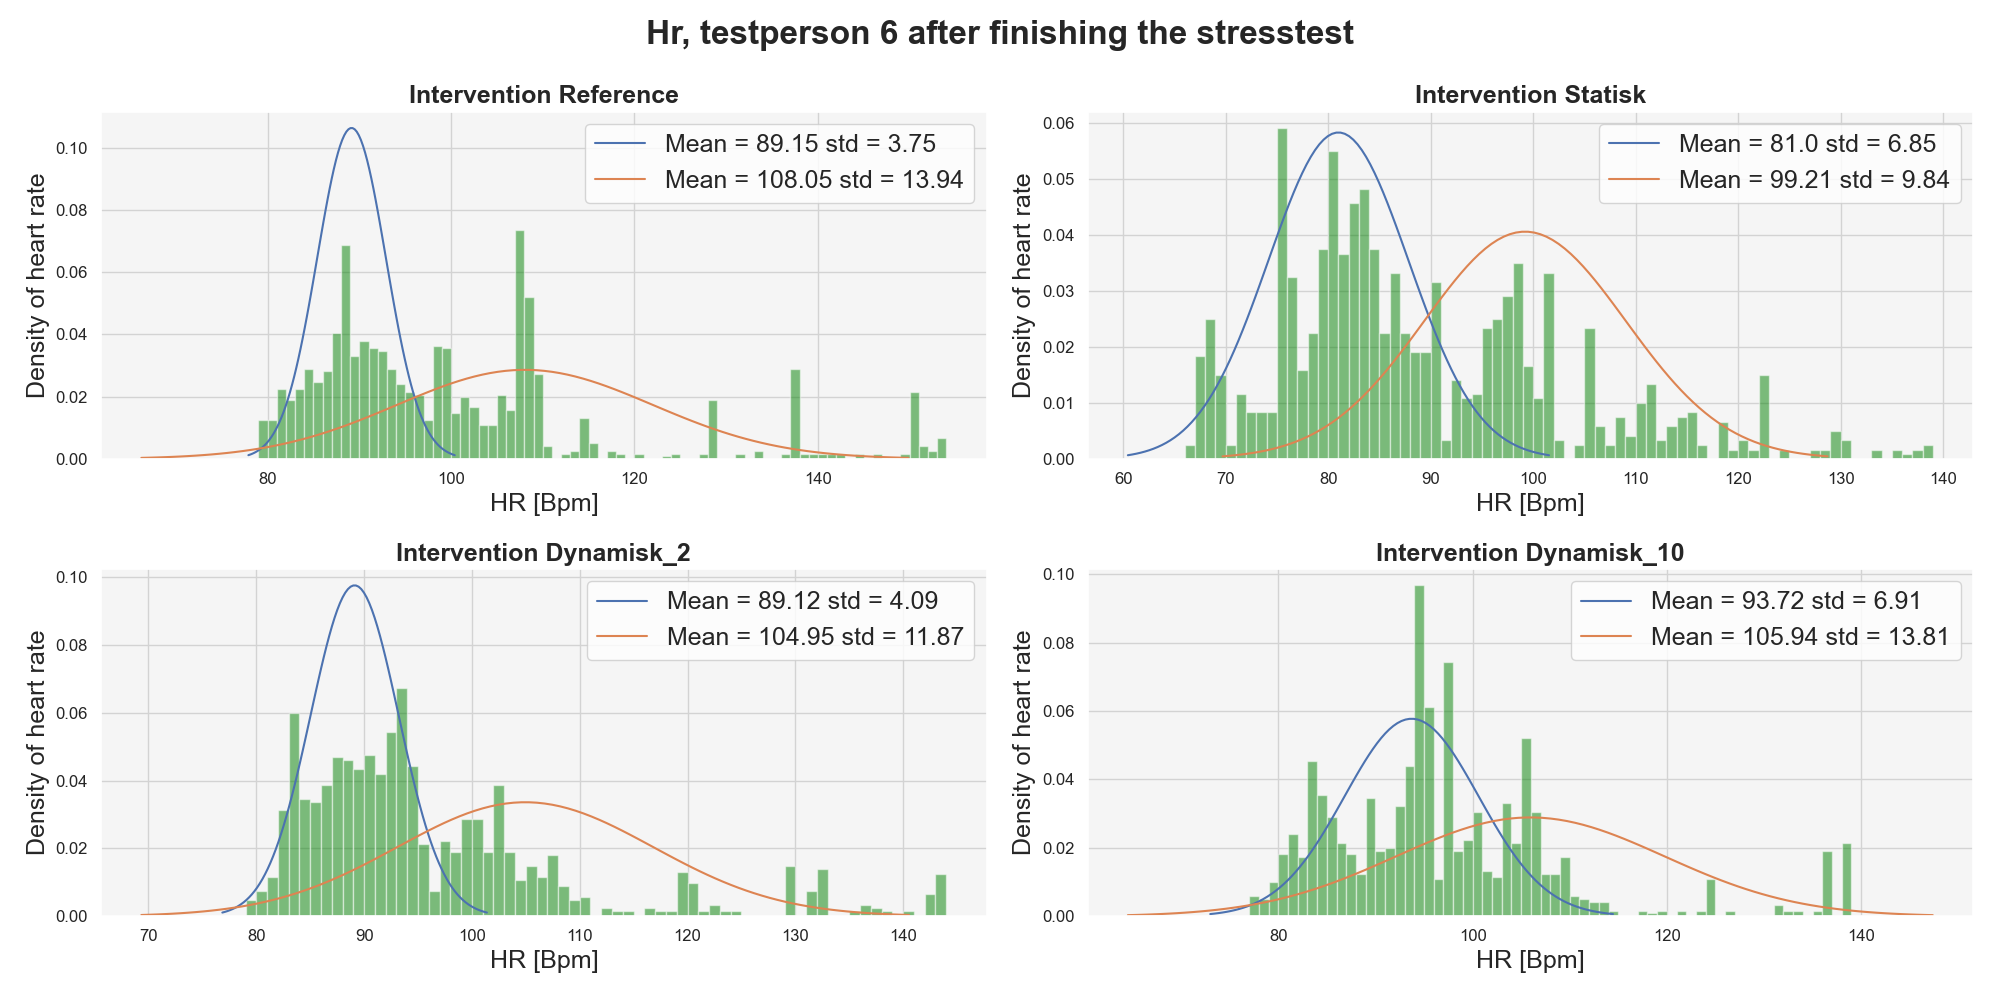 Hr, testperson 6 after finishing the stresstest
Intervention Reference
Density of heart rate
0.10
0.08
0.06
0.04
0.02
0.00
Mean = 89.15 std = 3.75
Mean = 108.05 std = 13.94
80 100 120 140
HR [Bpm]
Intervention Statisk
Density of heart rate
0.06
0.05
0.04
0.03
0.02
0.01
0.00
Mean = 81.0 std = 6.85
Mean = 99.21 std = 9.84
60 70 80 90 100 110 120 130 140
HR [Bpm]
Intervention Dynamisk_2
Density of heart rate
0.10
0.08
0.06
0.04
0.02
0.00
Mean = 89.12 std = 4.09
Mean = 104.95 std = 11.87
70 80 90 100 110 120 130 140
HR [Bpm]
Intervention Dynamisk_10
Density of heart rate
0.10
0.08
0.06
0.04
0.02
0.00
Mean = 93.72 std = 6.91
Mean = 105.94 std = 13.81
80 100 120 140
HR [Bpm]